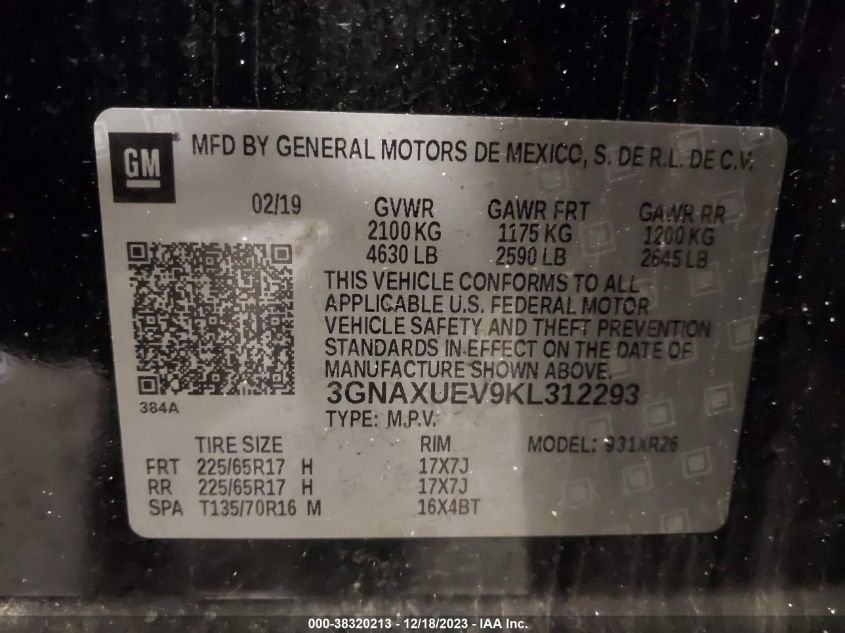 GM
®
MFD BY GENERAL MOTORS DE MEXICO, S. DE R.L. DE C.V.
02/19 GVWR GAWR FRT GAWR RR
2100 KG 1175 KG 1200 KG
4630 LB 2590 LB 2645 LB
THIS VEHICLE CONFORMS TO ALL
APPLICABLE U.S. FEDERAL MOTOR
VEHICLE SAFETY AND THEFT PREVENTION
STANDARDS IN EFFECT ON THE DATE OF
MANUFACTURE SHOWN ABOVE.
3GNAXUEV9KL312293
384A
TYPE: M.P.V.
TIRE SIZE RIM MODEL: 931XR26
FRT 225/65R17 H 17X7J
RR 225/65R17 H 17X7J
SPA T135/70R16 M 16X4BT
000-38320213 - 12/18/2023 - IAA Inc.